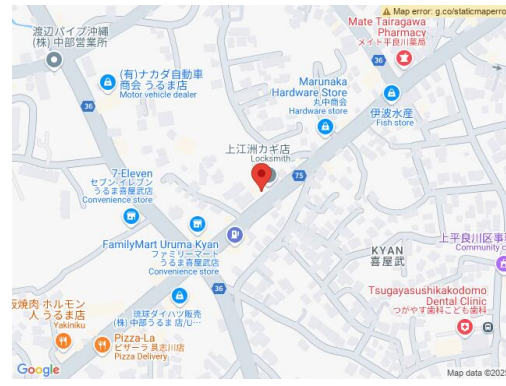 Map error: g.co/staticmaperro
渡辺パイプ沖縄
(株) 中部営業所
Mate Tairagawa
Pharmacy
メイト平良川薬局
36
36
(有)ナカダ自動車
商会 うるま店
Motor vehicle dealer
Marunaka
Hardware Store
丸中商会
Hardware store
伊波水産
Fish store
36
上江洲カギ店
Locksmith..
75
7-Eleven
セブン-イレブン
うるま喜屋武店
Convenience store
FamilyMart Uruma Kyan
ファミリーマート
うるま喜屋武店
Convenience store
KYAN
喜屋武
上平良川区事
Community c
36
Tsugayasushikakodomo
Dental Clinic
つがやす歯科こども歯科
焼肉 ホルモン
人 うるま店
Yakiniku
琉球ダイハツ販売
(株) 中部うるま 店/U…
Pizza-La
ピザーラ 具志川店
Pizza Delivery
Google
Map data ©2025